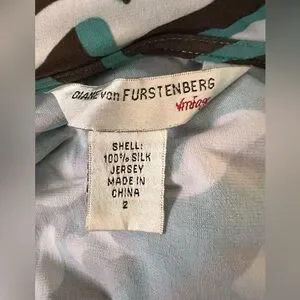 DIANE von FURSTENBERG
Vintage
SHELL:
100% SILK
JERSEY
MADE IN
CHINA
2